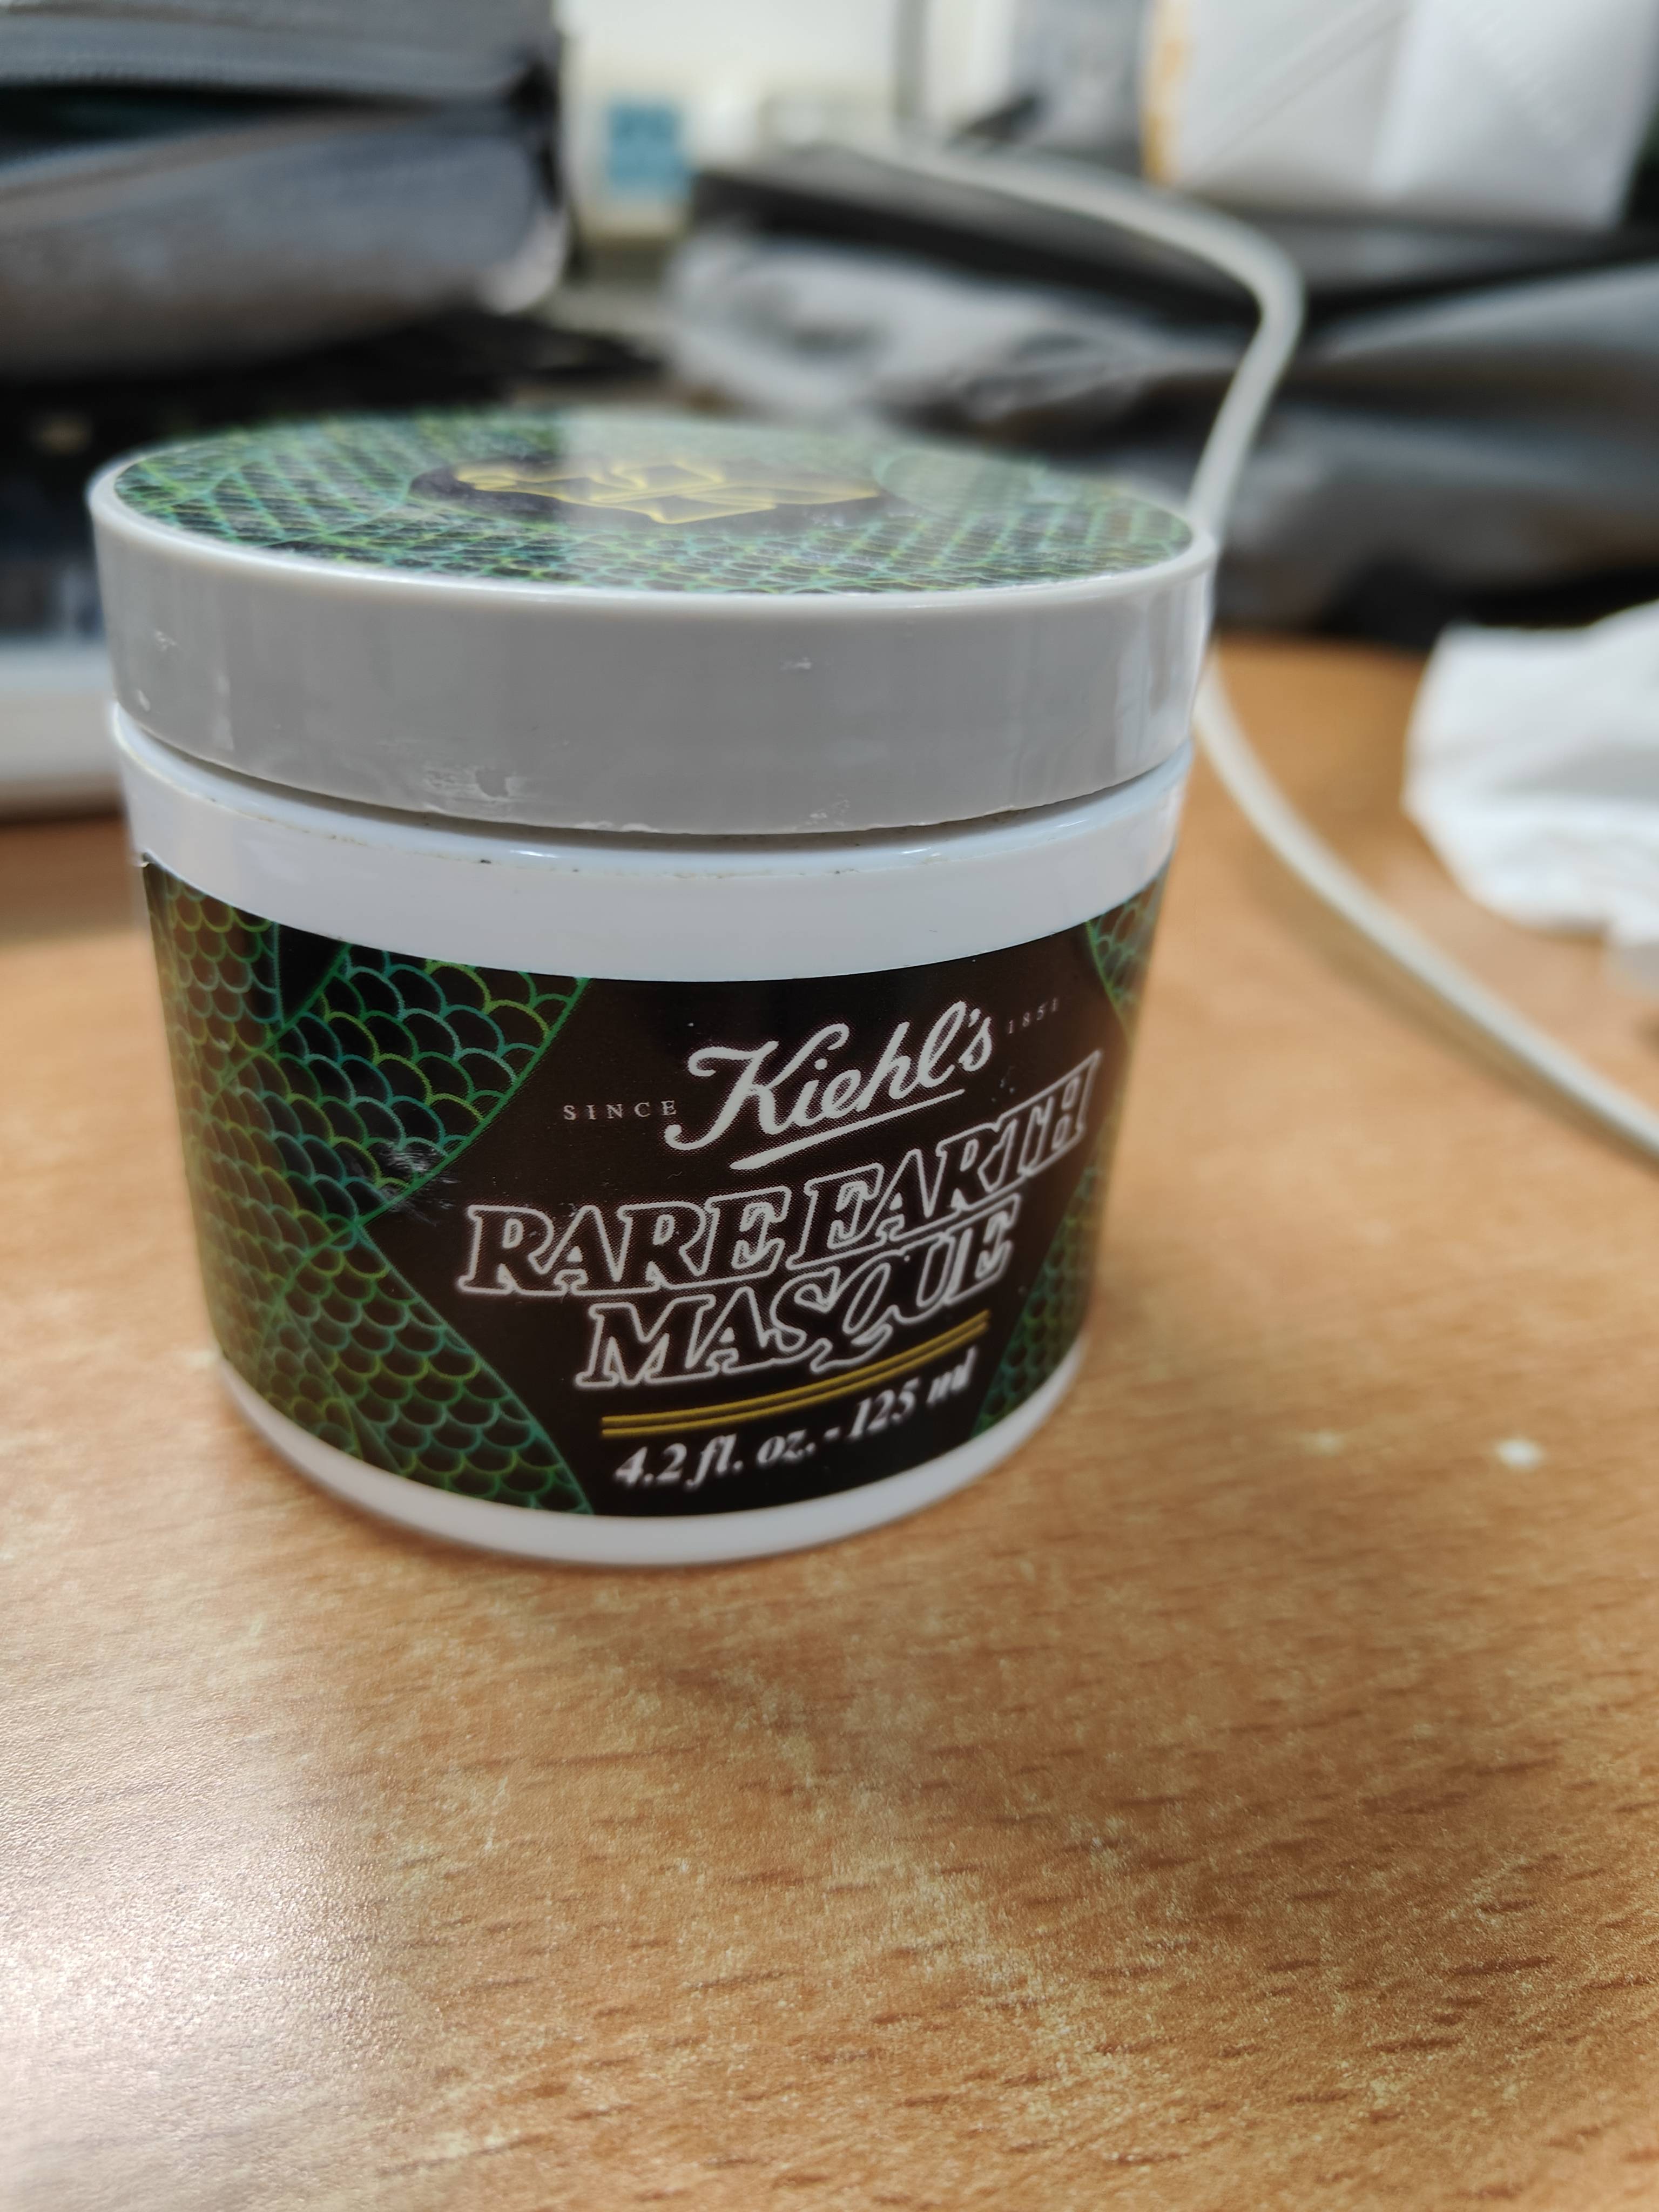 SINCE Kiehl's 1851
RARE EARTH
MASQUE
4.2 fl. oz. - 125 ml